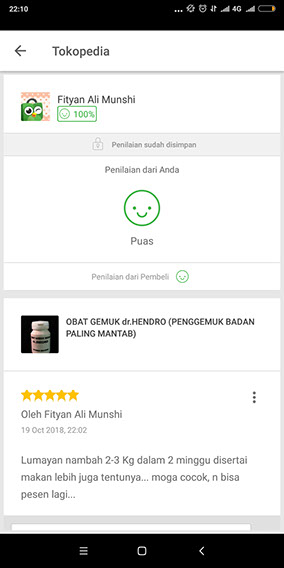 22:10
... 4G
Tokopedia
Fityan Ali Munshi
100%
Penilaian sudah disimpan
Penilaian dari Anda
Puas
Penilaian dari Pembeli
OBAT GEMUK dr.HENDRO (PENGGEMUK BADAN
PALING MANTAB)
Oleh Fityan Ali Munshi
19 Oct 2018, 22:02
Lumayan nambah 2-3 Kg dalam 2 minggu disertai
makan lebih juga tentunya... moga cocok, n bisa
pesen lagi...